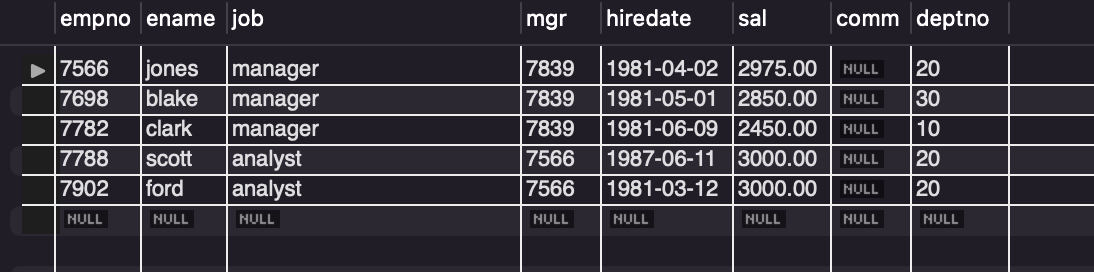 empno ename job mgr hiredate sal comm deptno
7566 jones manager 7839 1981-04-02 2975.00 NULL 20
7698 blake manager 7839 1981-05-01 2850.00 NULL 30
7782 clark manager 7839 1981-06-09 2450.00 NULL 10
7788 scott analyst 7566 1987-06-11 3000.00 NULL 20
7902 ford analyst 7566 1981-03-12 3000.00 NULL 20
NULL NULL NULL NULL NULL NULL NULL NULL